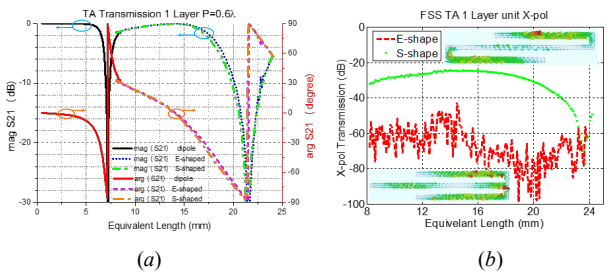 TA Transmission 1 Layer P=0.6λ
0
-10
-20
-30
mag S21 (dB)
90
60
30
0
-30
-60
-90
arg S21 (degree)
mag (S21) dipole
mag (S21) E-shaped
mag (S21) S-shaped
arg (S21) dipole
arg (S21) E-shaped
arg (S21) S-shaped
0 5 10 15 20 25
Equivalent Length (mm)
(a)
FSS TA 1 Layer unit X-pol
0
-20
-40
-60
-80
-100
X-pol Transmission (dB)
E-shape
S-shape
8 12 16 20 24
Equivelant Length (mm)
(b)